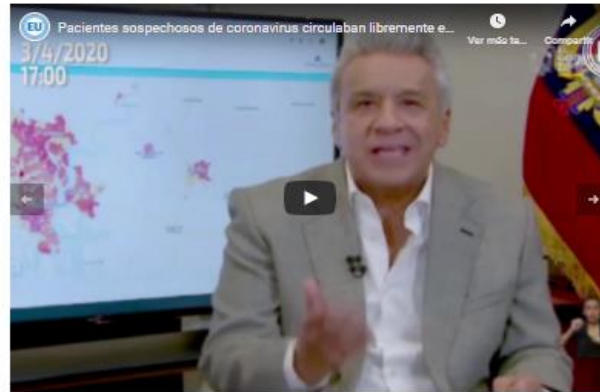 EU Pacientes sospechosos de coronavirus circulaban libremente e...
Ver más ta...
Compartir
3/4/2020
17:00